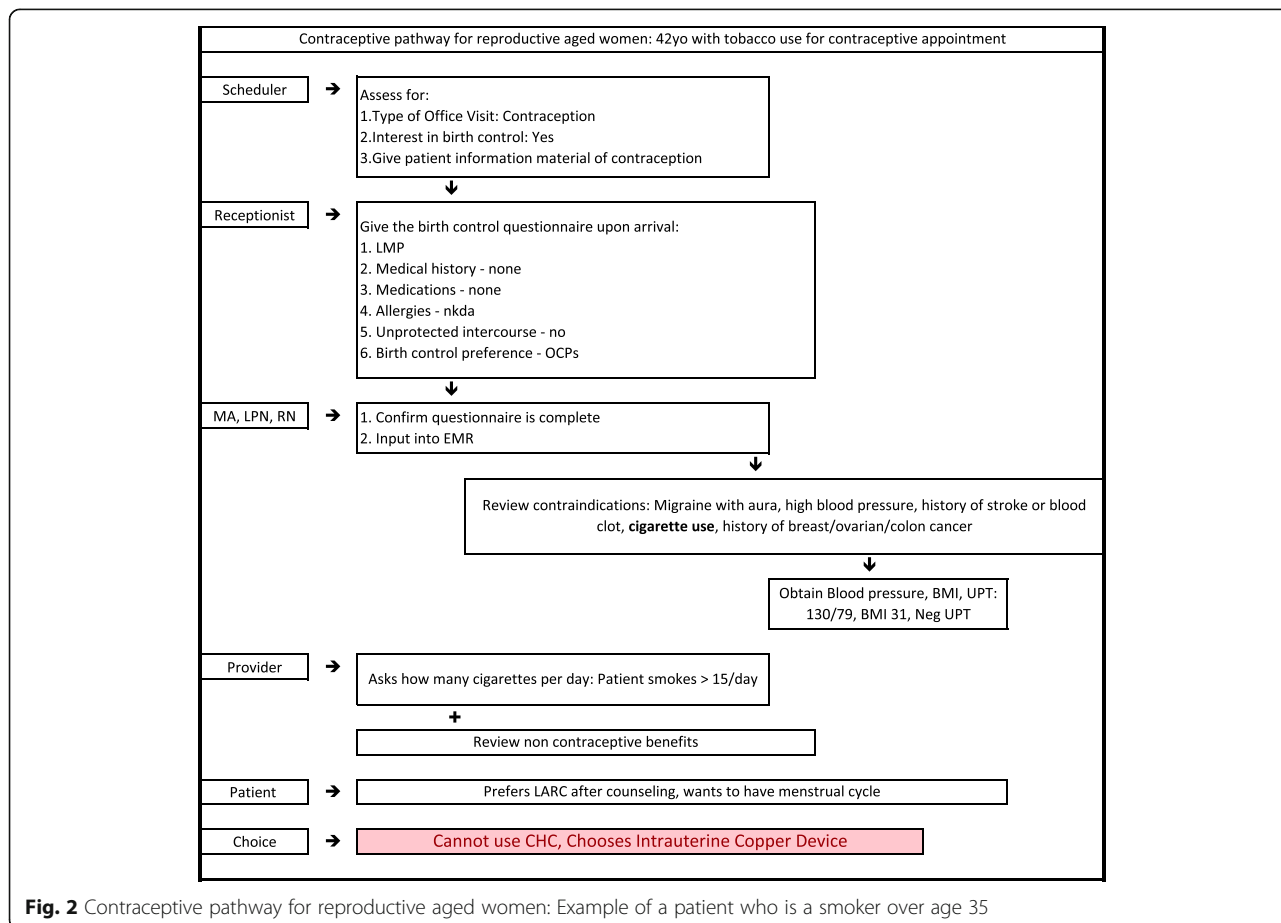 Contraceptive pathway for reproductive aged women: 42yo with tobacco use for contraceptive appointment
Scheduler
Assess for:
1.Type of Office Visit: Contraception
2.Interest in birth control: Yes
3.Give patient information material of contraception
Receptionist
Give the birth control questionnaire upon arrival:
1. LMP
2. Medical history - none
3. Medications - none
4. Allergies - nkda
5. Unprotected intercourse - no
6. Birth control preference - OCPs
MA, LPN, RN
1. Confirm questionnaire is complete
2. Input into EMR
Review contraindications: Migraine with aura, high blood pressure, history of stroke or blood
clot, cigarette use, history of breast/ovarian/colon cancer
Obtain Blood pressure, BMI, UPT:
130/79, BMI 31, Neg UPT
Provider
Asks how many cigarettes per day: Patient smokes > 15/day
+
Review non contraceptive benefits
Patient
Prefers LARC after counseling, wants to have menstrual cycle
Choice
Cannot use CHC, Chooses Intrauterine Copper Device
Fig. 2 Contraceptive pathway for reproductive aged women: Example of a patient who is a smoker over age 35